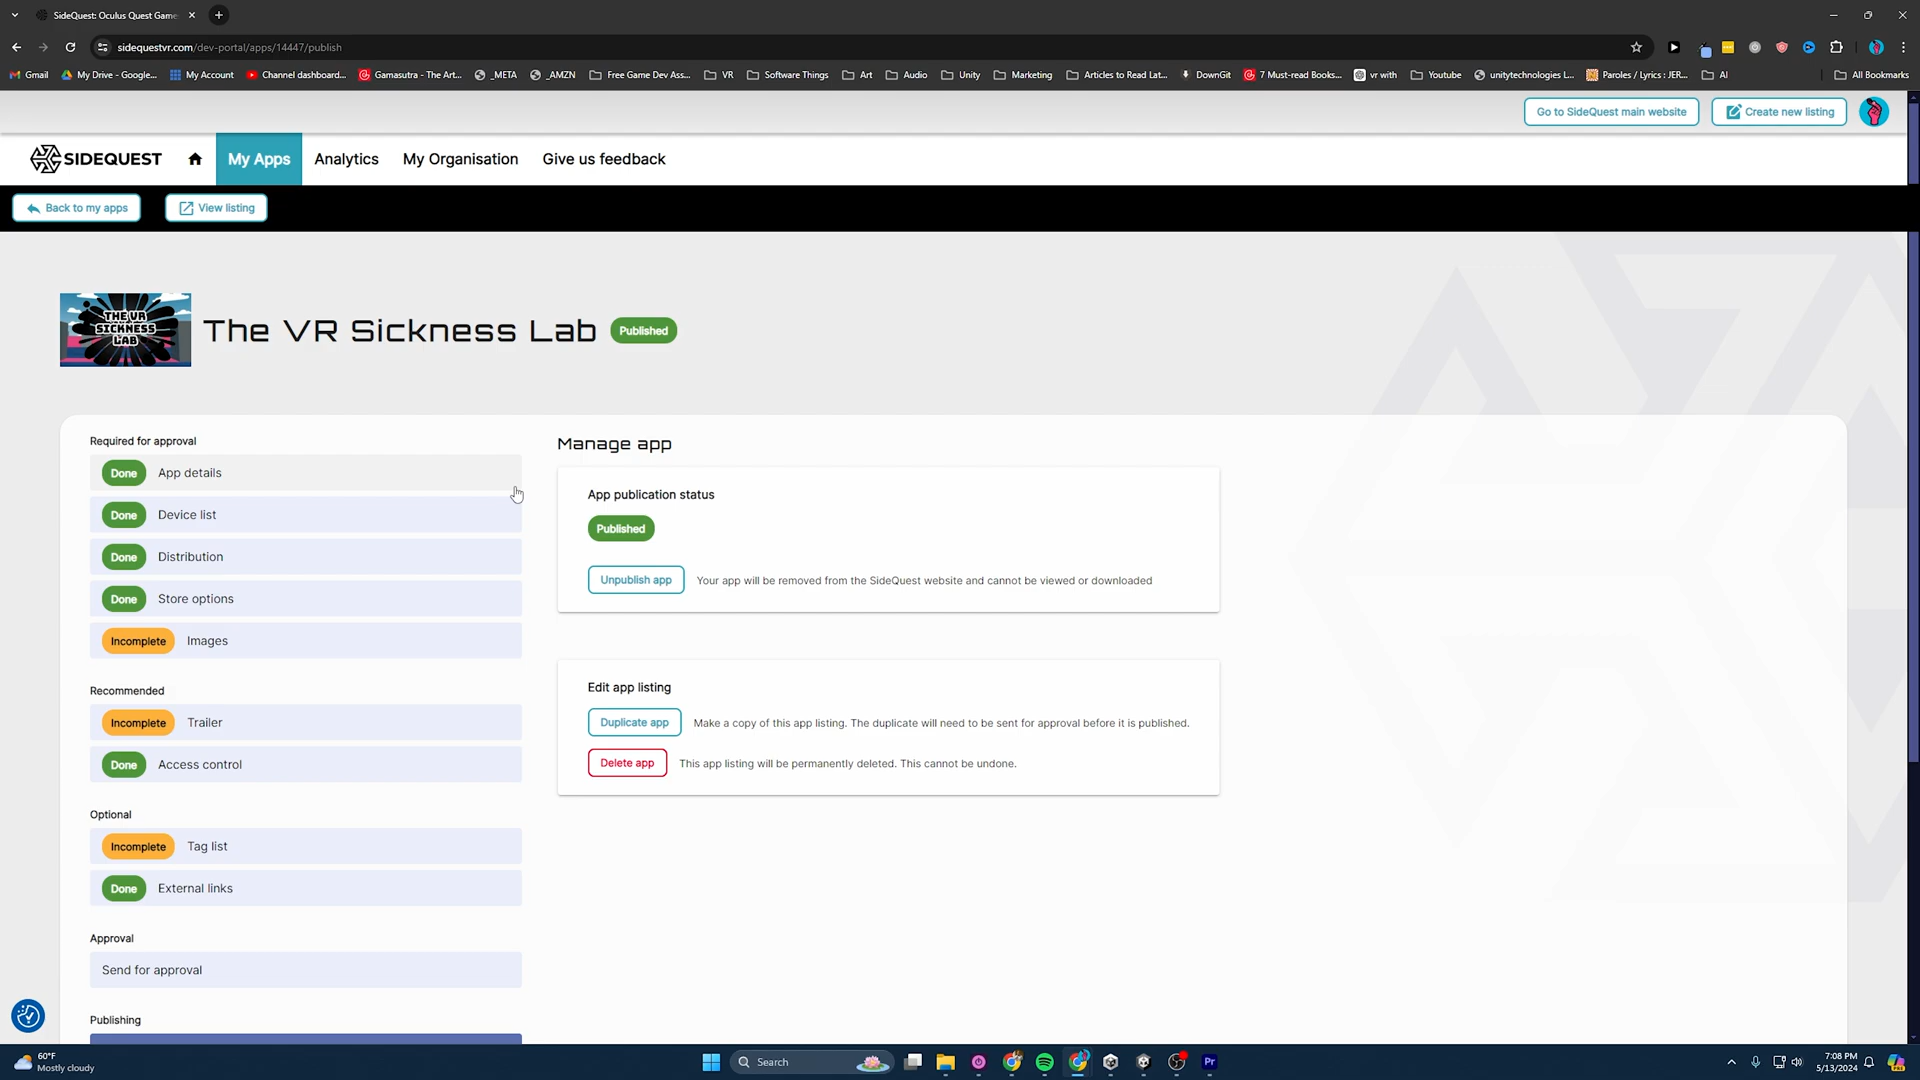 SideQuest: Oculus Quest Game
sidequestvr.com/dev-portal/apps/14447/publish
Gmail My Drive - Google... My Account Channel dashboard... Gamasutra - The Art... _META _AMZN Free Game Dev Ass... VR Software Things Art Audio Unity Marketing Articles to Read Lat... DownGit 7 Must-read Books... vr with Youtube unitytechnologies L... Paroles / Lyrics : JER... AI All Bookmarks
Go to SideQuest main website Create new listing
SIDEQUEST My Apps Analytics My Organisation Give us feedback
Back to my apps View listing
THE VR
SICKNESS
LAB
The VR Sickness Lab Published
Required for approval
Done App details
Done Device list
Done Distribution
Done Store options
Incomplete Images
Recommended
Incomplete Trailer
Done Access control
Optional
Incomplete Tag list
Done External links
Approval
Send for approval
Publishing
Manage app
App publication status
Published
Unpublish app Your app will be removed from the SideQuest website and cannot be viewed or downloaded
Edit app listing
Duplicate app Make a copy of this app listing. The duplicate will need to be sent for approval before it is published.
Delete app This app listing will be permanently deleted. This cannot be undone.
60°F
Mostly cloudy
Search
Pr
7:08 PM
5/13/2024